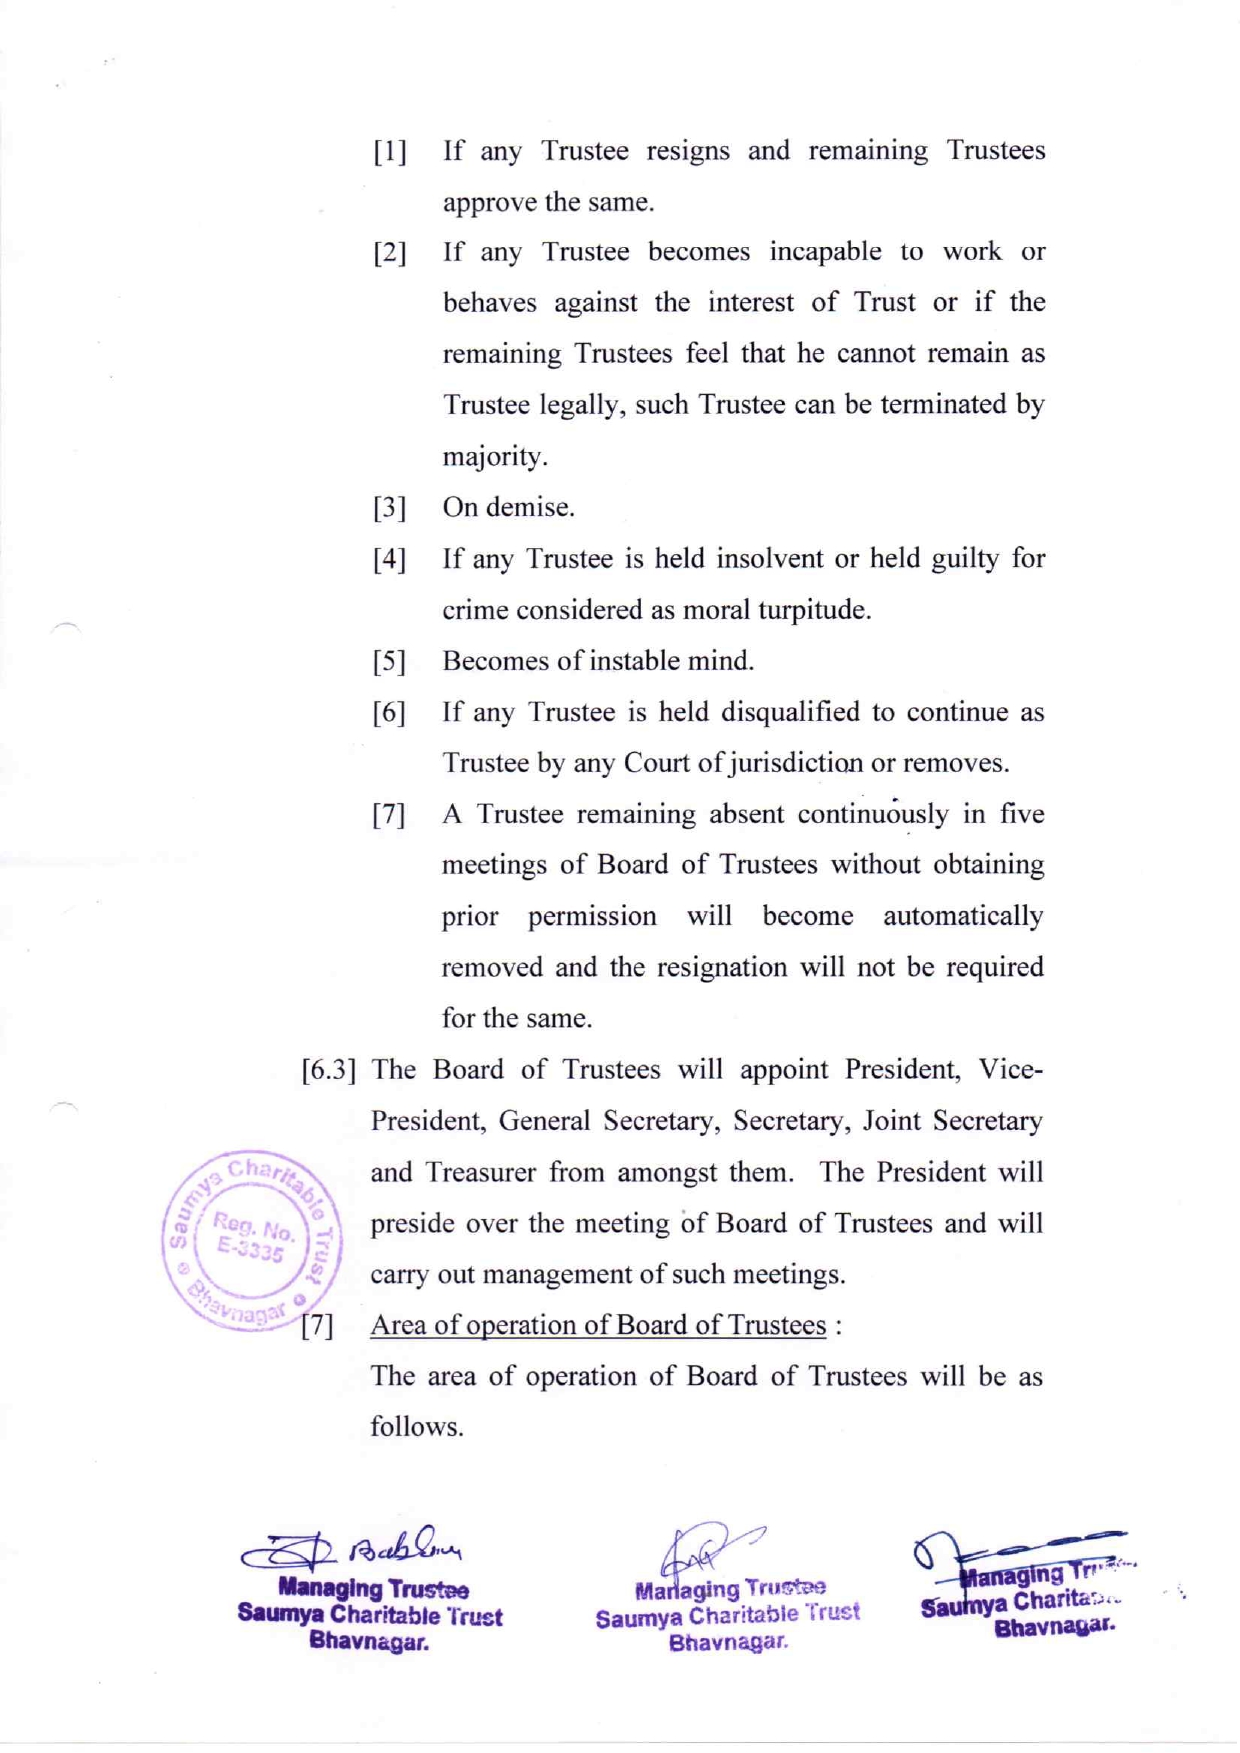 [1] If any Trustee resigns and remaining Trustees
approve the same.
[2] If any Trustee becomes incapable to work or
behaves against the interest of Trust or if the
remaining Trustees feel that he cannot remain as
Trustee legally, such Trustee can be terminated by
majority.
[3] On demise.
[4] If any Trustee is held insolvent or held guilty for
crime considered as moral turpitude.
[5] Becomes of instable mind.
[6] If any Trustee is held disqualified to continue as
Trustee by any Court of jurisdiction or removes.
[7] A Trustee remaining absent continuously in five
meetings of Board of Trustees without obtaining
prior permission will become automatically
removed and the resignation will not be required
for the same.
[6.3] The Board of Trustees will appoint President, Vice-
President, General Secretary, Secretary, Joint Secretary
and Treasurer from amongst them. The President will
preside over the meeting of Board of Trustees and will
carry out management of such meetings.
Saumya Charitable Trust
Bhavnagar
Reg. No.
E-3335
[7] Area of operation of Board of Trustees :
The area of operation of Board of Trustees will be as
follows.
Managing Trustee
Saumya Charitable Trust
Bhavnagar.
Managing Trustee
Saumya Charitable Trust
Bhavnagar.
Managing
Saumya
Bhavnagar.